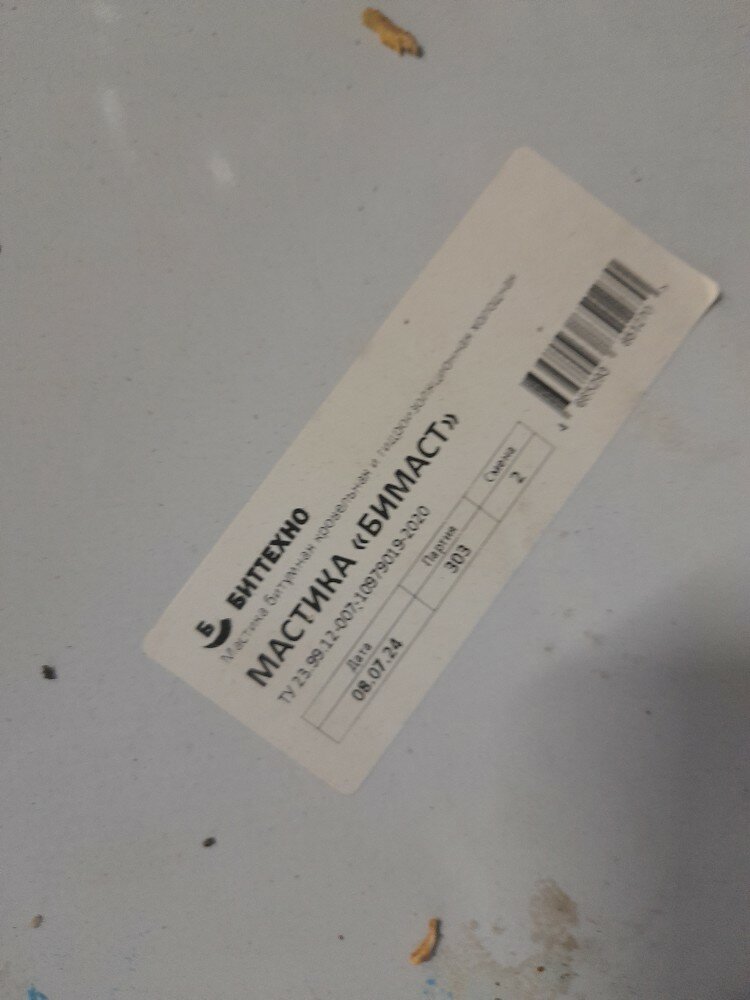 Б БИТТЕХНО
Мастика битумная кровельная и гидроизоляционная холодная
МАСТИКА «БИМАСТ»
ТУ 23.99.12-007-10979019-2020
Дата Партия Смена
08.07.24 303 2